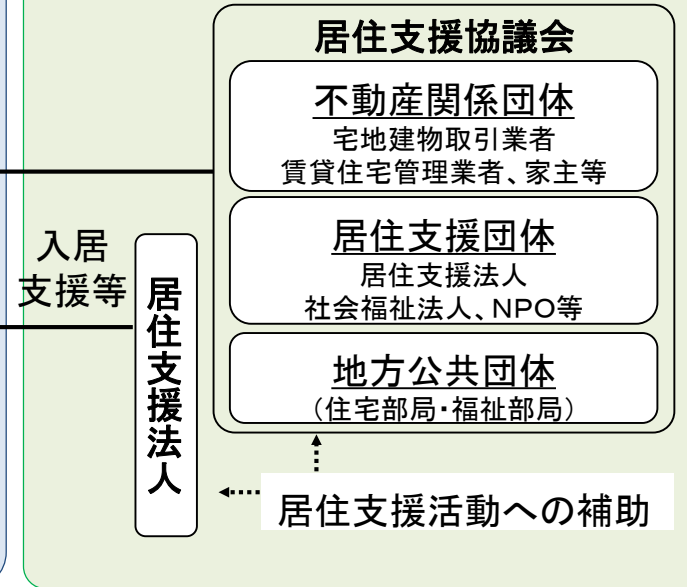 居住支援協議会
不動産関係団体
宅地建物取引業者
賃貸住宅管理業者、家主等
居住支援団体
居住支援法人
社会福祉法人、NPO等
地方公共団体
（住宅部局・福祉部局）
入居
支援等
居住支援法人
居住支援活動への補助